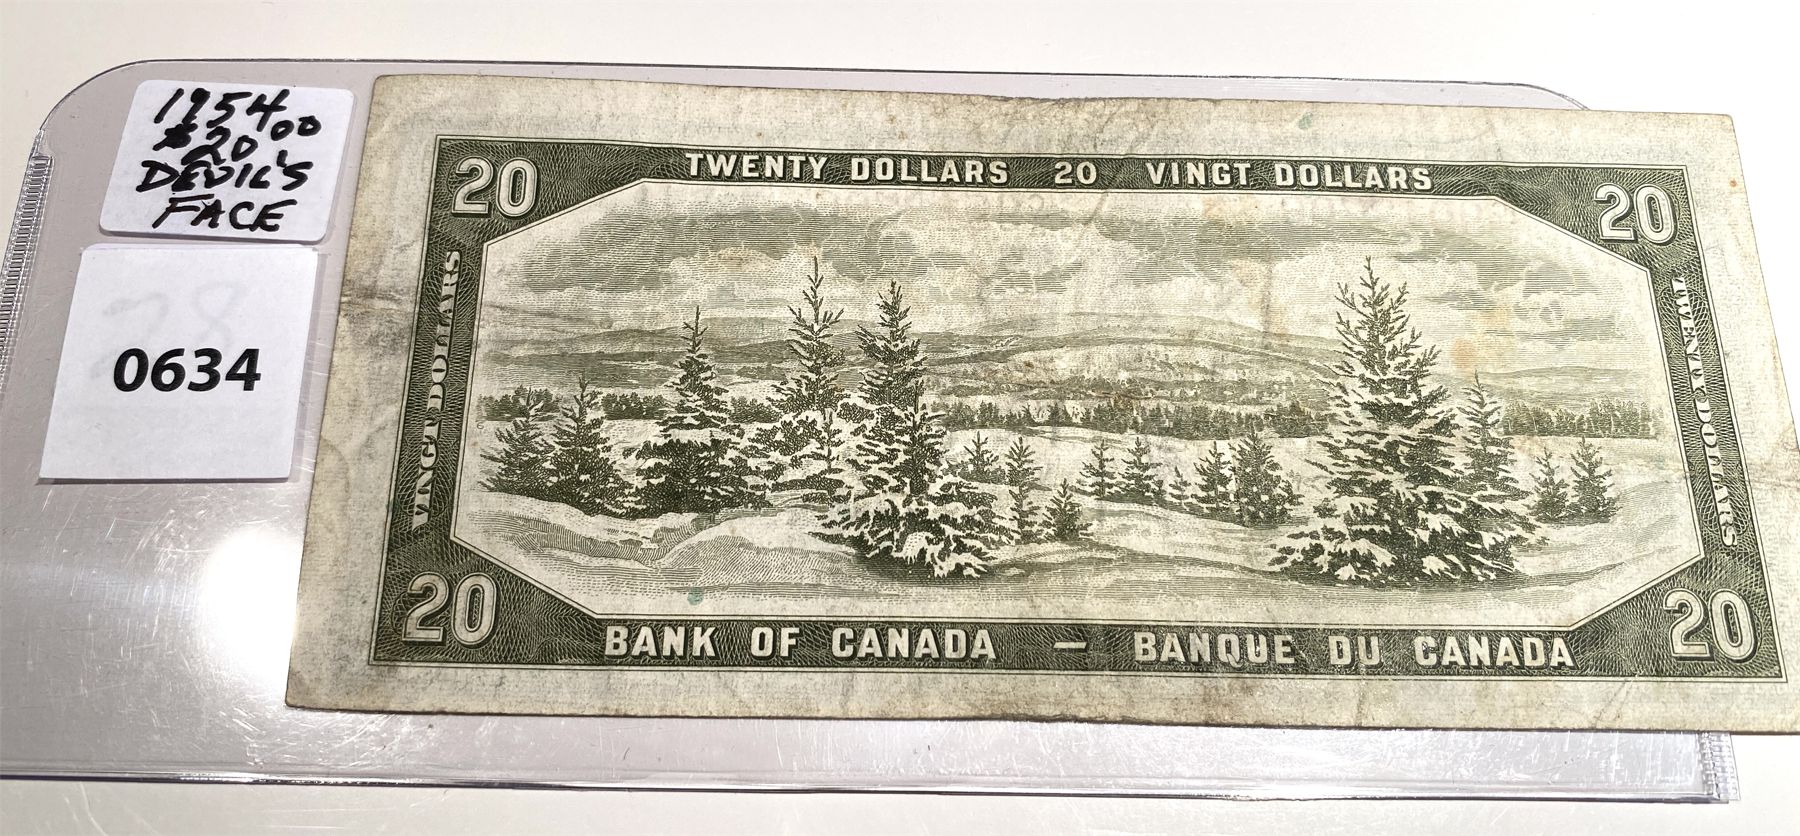 1954
$20.00
DEVIL'S
FACE
0634
TWENTY DOLLARS 20 VINGT DOLLARS
20
20
VINGT DOLLARS
TWENTY DOLLARS
20
20
BANK OF CANADA — BANQUE DU CANADA